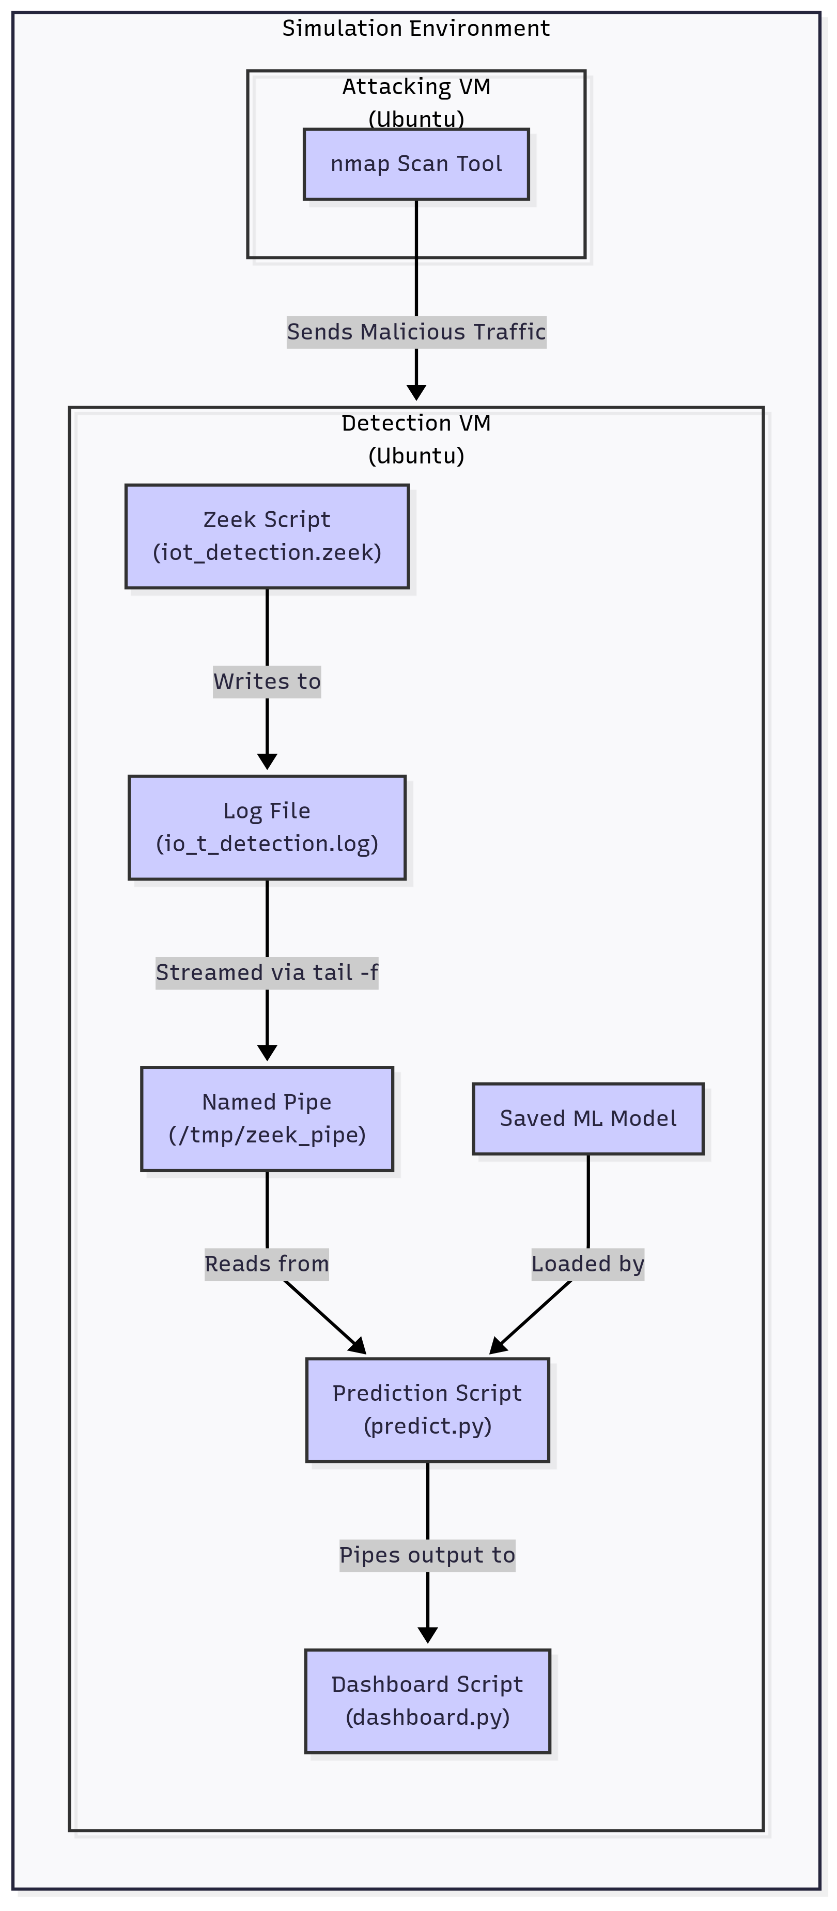 Simulation Environment
Attacking VM
(Ubuntu)
nmap Scan Tool
Sends Malicious Traffic
Detection VM
(Ubuntu)
Zeek Script
(iot_detection.zeek)
Writes to
Log File
(io_t_detection.log)
Streamed via tail -f
Named Pipe
(/tmp/zeek_pipe)
Saved ML Model
Reads from
Loaded by
Prediction Script
(predict.py)
Pipes output to
Dashboard Script
(dashboard.py)